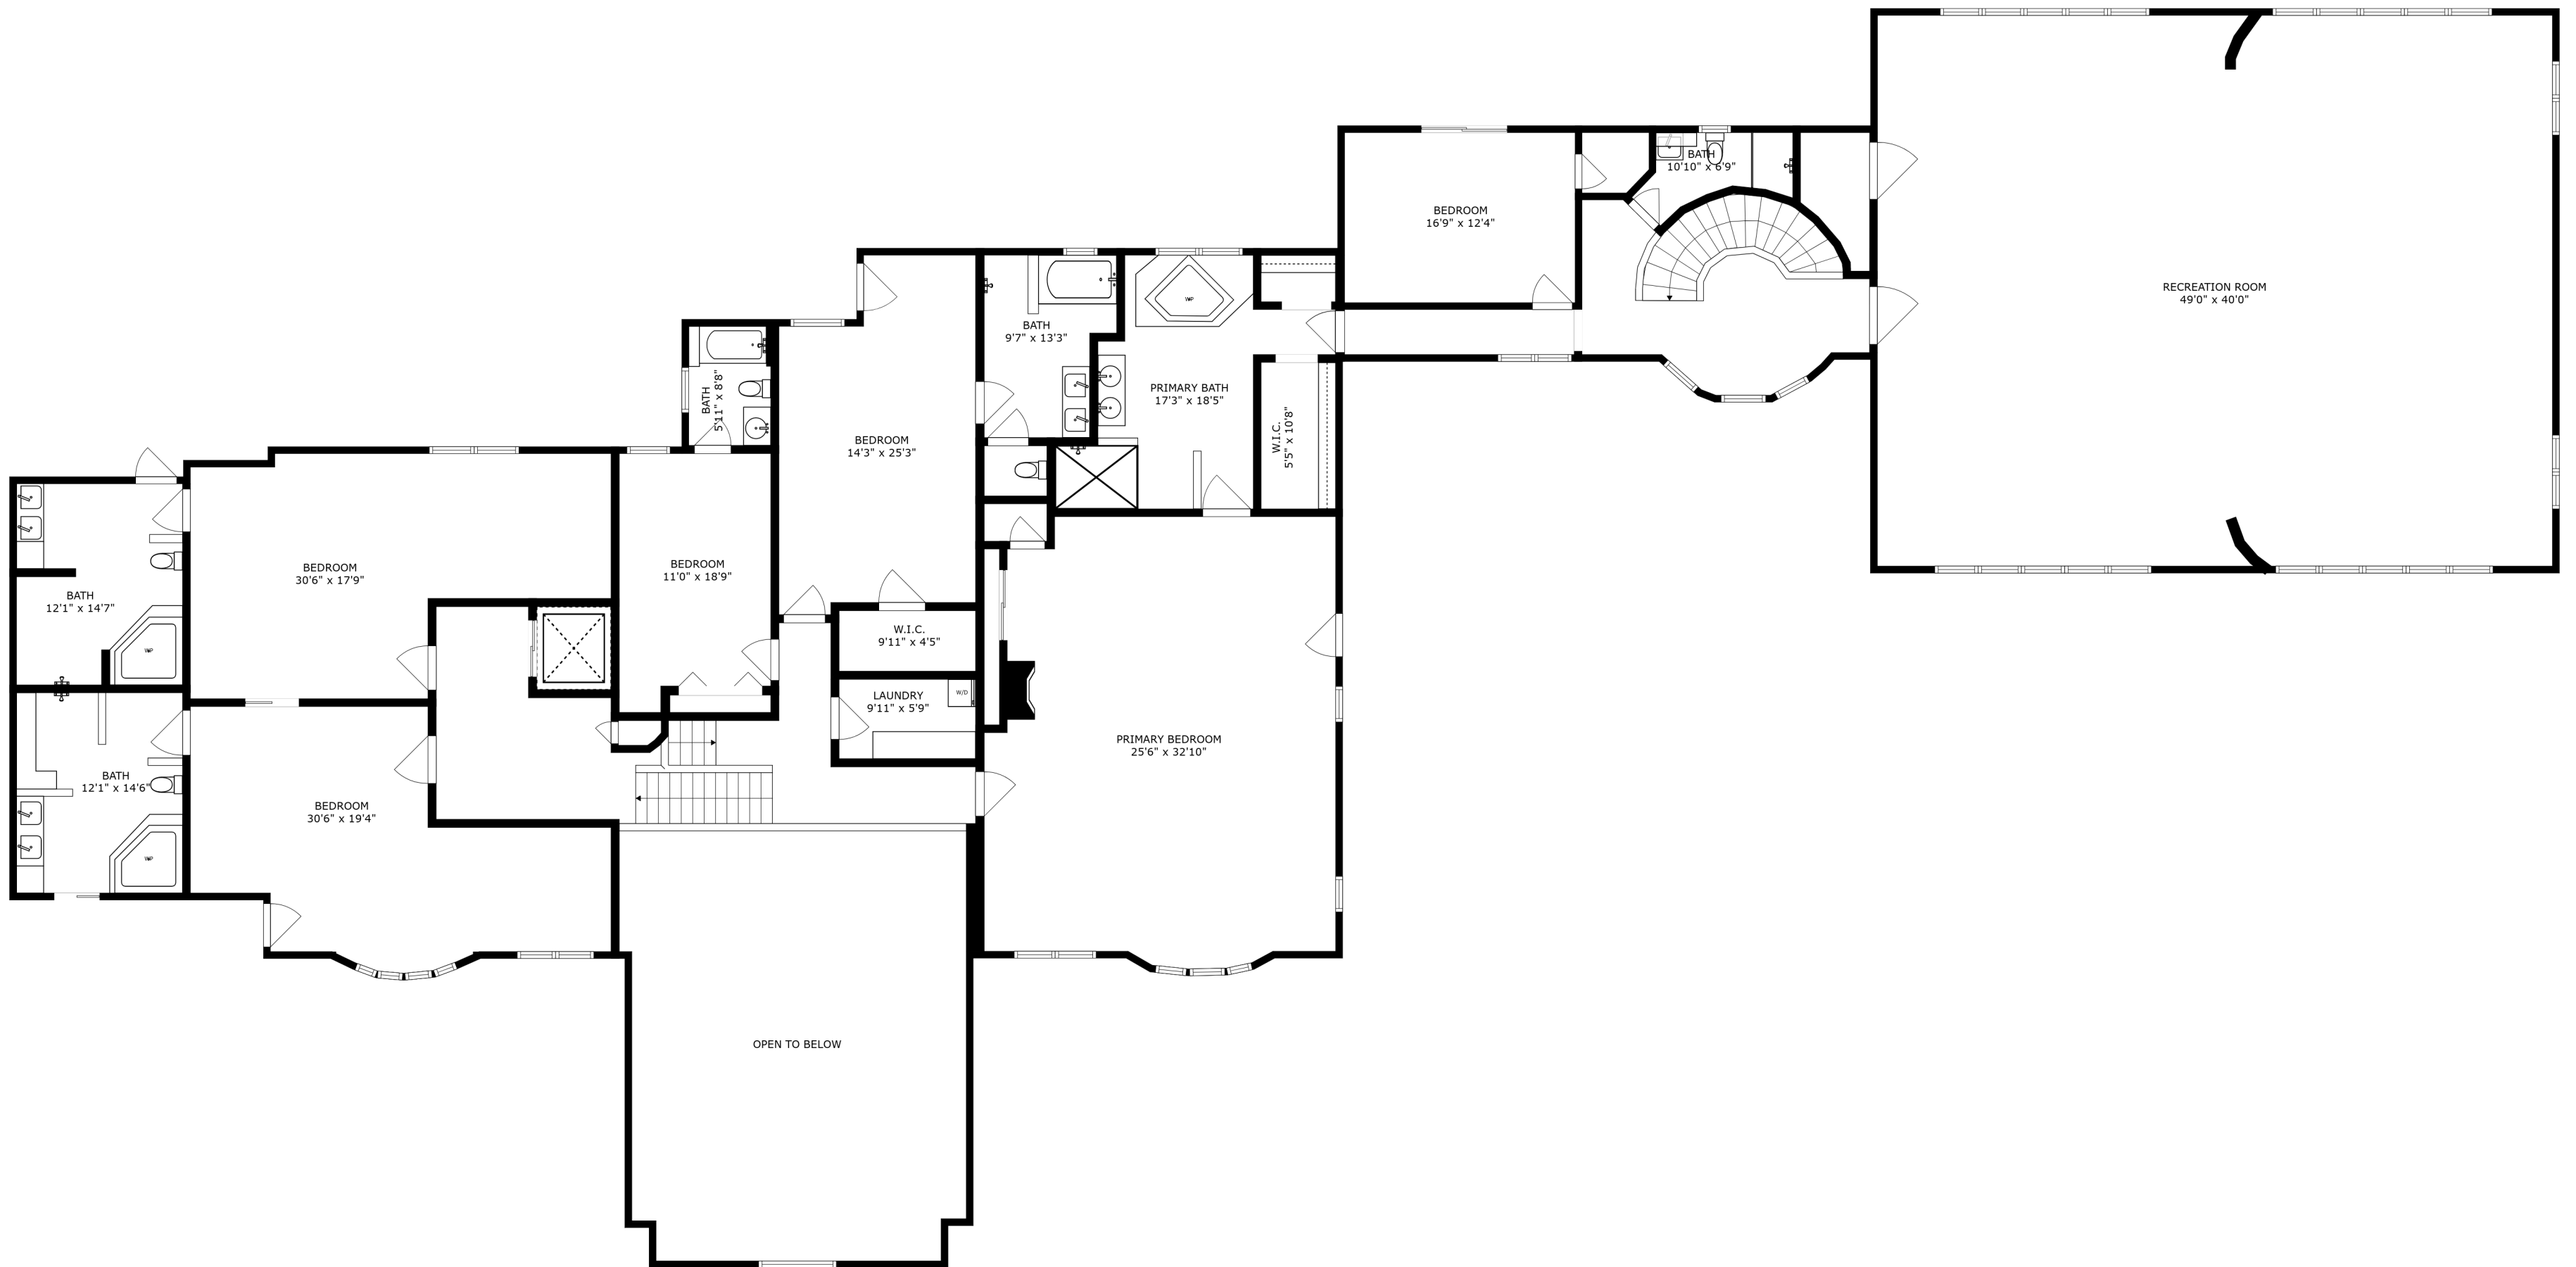 BATH
10'10" x 6'9"
BEDROOM
16'9" x 12'4"
RECREATION ROOM
49'0" x 40'0"
WP
BATH
9'7" x 13'3"
PRIMARY BATH
17'3" x 18'5"
BATH
5'11" x 8'8"
W.I.C.
5'5" x 10'8"
BEDROOM
14'3" x 25'3"
BEDROOM
30'6" x 17'9"
BEDROOM
11'0" x 18'9"
BATH
12'1" x 14'7"
WP
W.I.C.
9'11" x 4'5"
LAUNDRY
9'11" x 5'9"
W/D
PRIMARY BEDROOM
25'6" x 32'10"
BATH
12'1" x 14'6"
BEDROOM
30'6" x 19'4"
WP
OPEN TO BELOW